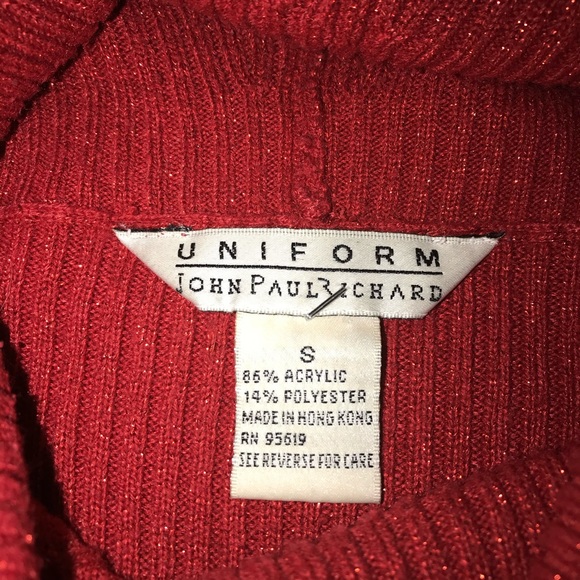 UNIFORM
JOHN PAUL RICHARD
S
86% ACRYLIC
14% POLYESTER
MADE IN HONG KONG
RN 95619
SEE REVERSE FOR CARE